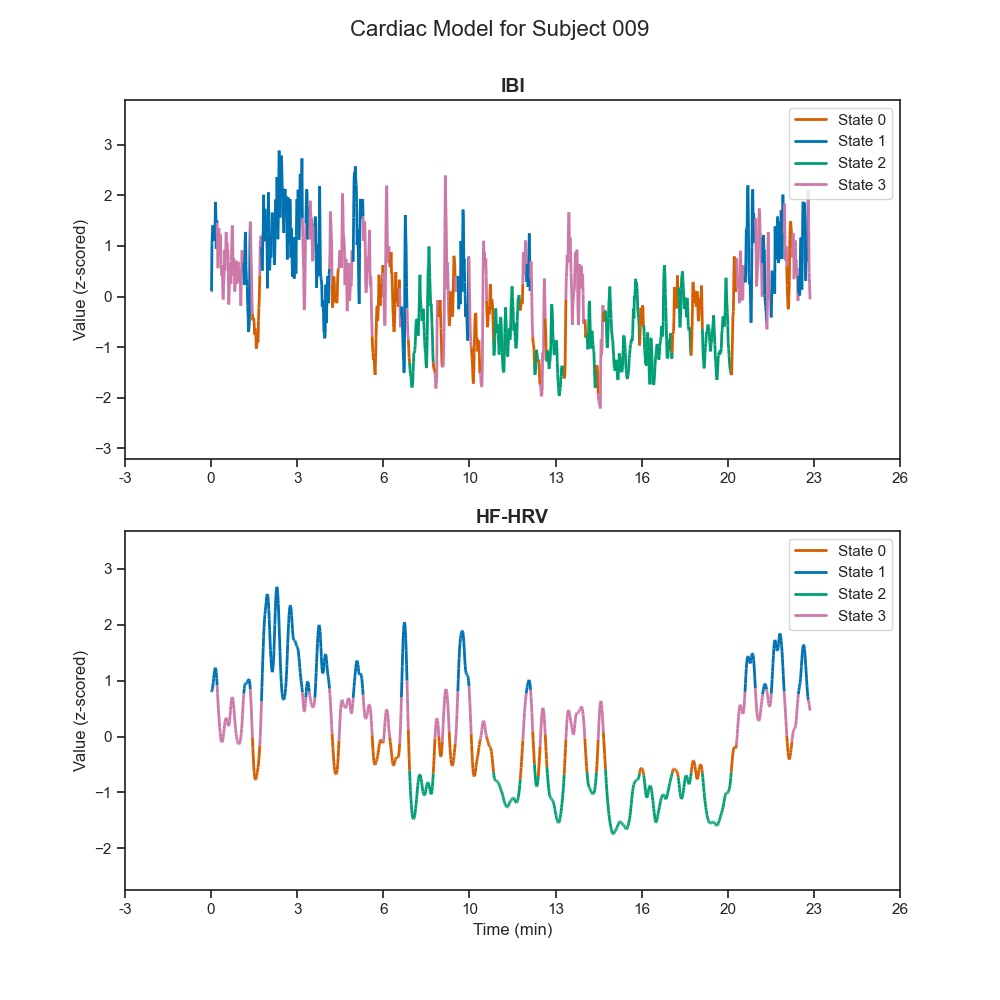 Cardiac Model for Subject 009
IBI
State 0
State 1
State 2
State 3
Value (z-scored)
3
2
1
0
−1
−2
−3
-3 0 3 6 10 13 16 20 23 26
HF-HRV
State 0
State 1
State 2
State 3
Value (z-scored)
3
2
1
0
−1
−2
-3 0 3 6 10 13 16 20 23 26
Time (min)